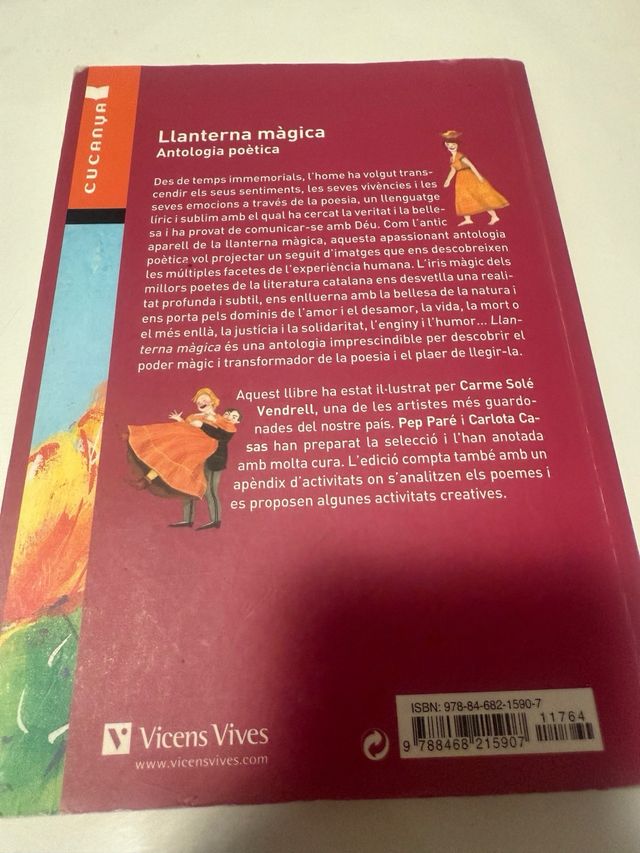 CUCANYA
Llanterna màgica
Antologia poètica
Des de temps immemorials, l'home ha volgut trans-
cendir els seus sentiments, les seves vivències i les
seves emocions a través de la poesia, un llenguatge
líric i sublim amb el qual ha cercat la veritat i la belle-
sa i ha provat de comunicar-se amb Déu. Com l'antic
aparell de la llanterna màgica, aquesta apassionant antologia
poètica vol projectar un seguit d'imatges que ens descobreixen
les múltiples facetes de l'experiència humana. L'iris màgic dels
millors poetes de la literatura catalana ens desvetlla una reali-
tat profunda i subtil, ens enlluerna amb la bellesa de la natura i
ens porta pels dominis de l'amor i el desamor, la vida, la mort o
el més enllà, la justícia i la solidaritat, l'enginy i l'humor... Llan-
terna màgica és una antologia imprescindible per descobrir el
poder màgic i transformador de la poesia i el plaer de llegir-la.
Aquest llibre ha estat il·lustrat per Carme Solé
Vendrell, una de les artistes més guardo-
nades del nostre país. Pep Paré i Carlota Ca-
sas han preparat la selecció i l'han anotada
amb molta cura. L'edició compta també amb un
apèndix d'activitats on s'analitzen els poemes i
es proposen algunes activitats creatives.
Vicens Vives
www.vicensvives.com
ISBN: 978-84-682-1590-7
11764
9 788468 215907